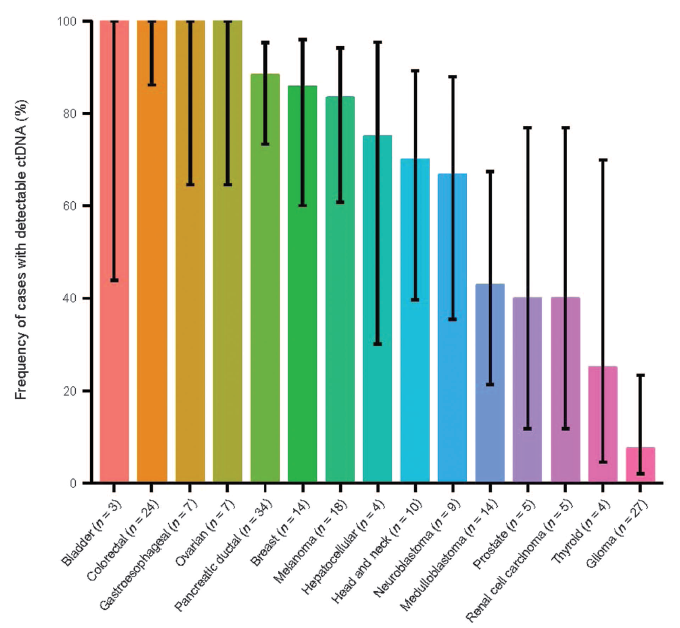 Frequency of cases with detectable ctDNA (%)
100
80
60
40
20
0
Bladder (n = 3)
Colorectal (n = 24)
Gastroesophageal (n = 7)
Ovarian (n = 7)
Pancreatic ductal (n = 34)
Breast (n = 14)
Melanoma (n = 18)
Hepatocellular (n = 4)
Head and neck (n = 10)
Neuroblastoma (n = 9)
Medulloblastoma (n = 14)
Prostate (n = 5)
Renal cell carcinoma (n = 5)
Thyroid (n = 4)
Glioma (n = 27)